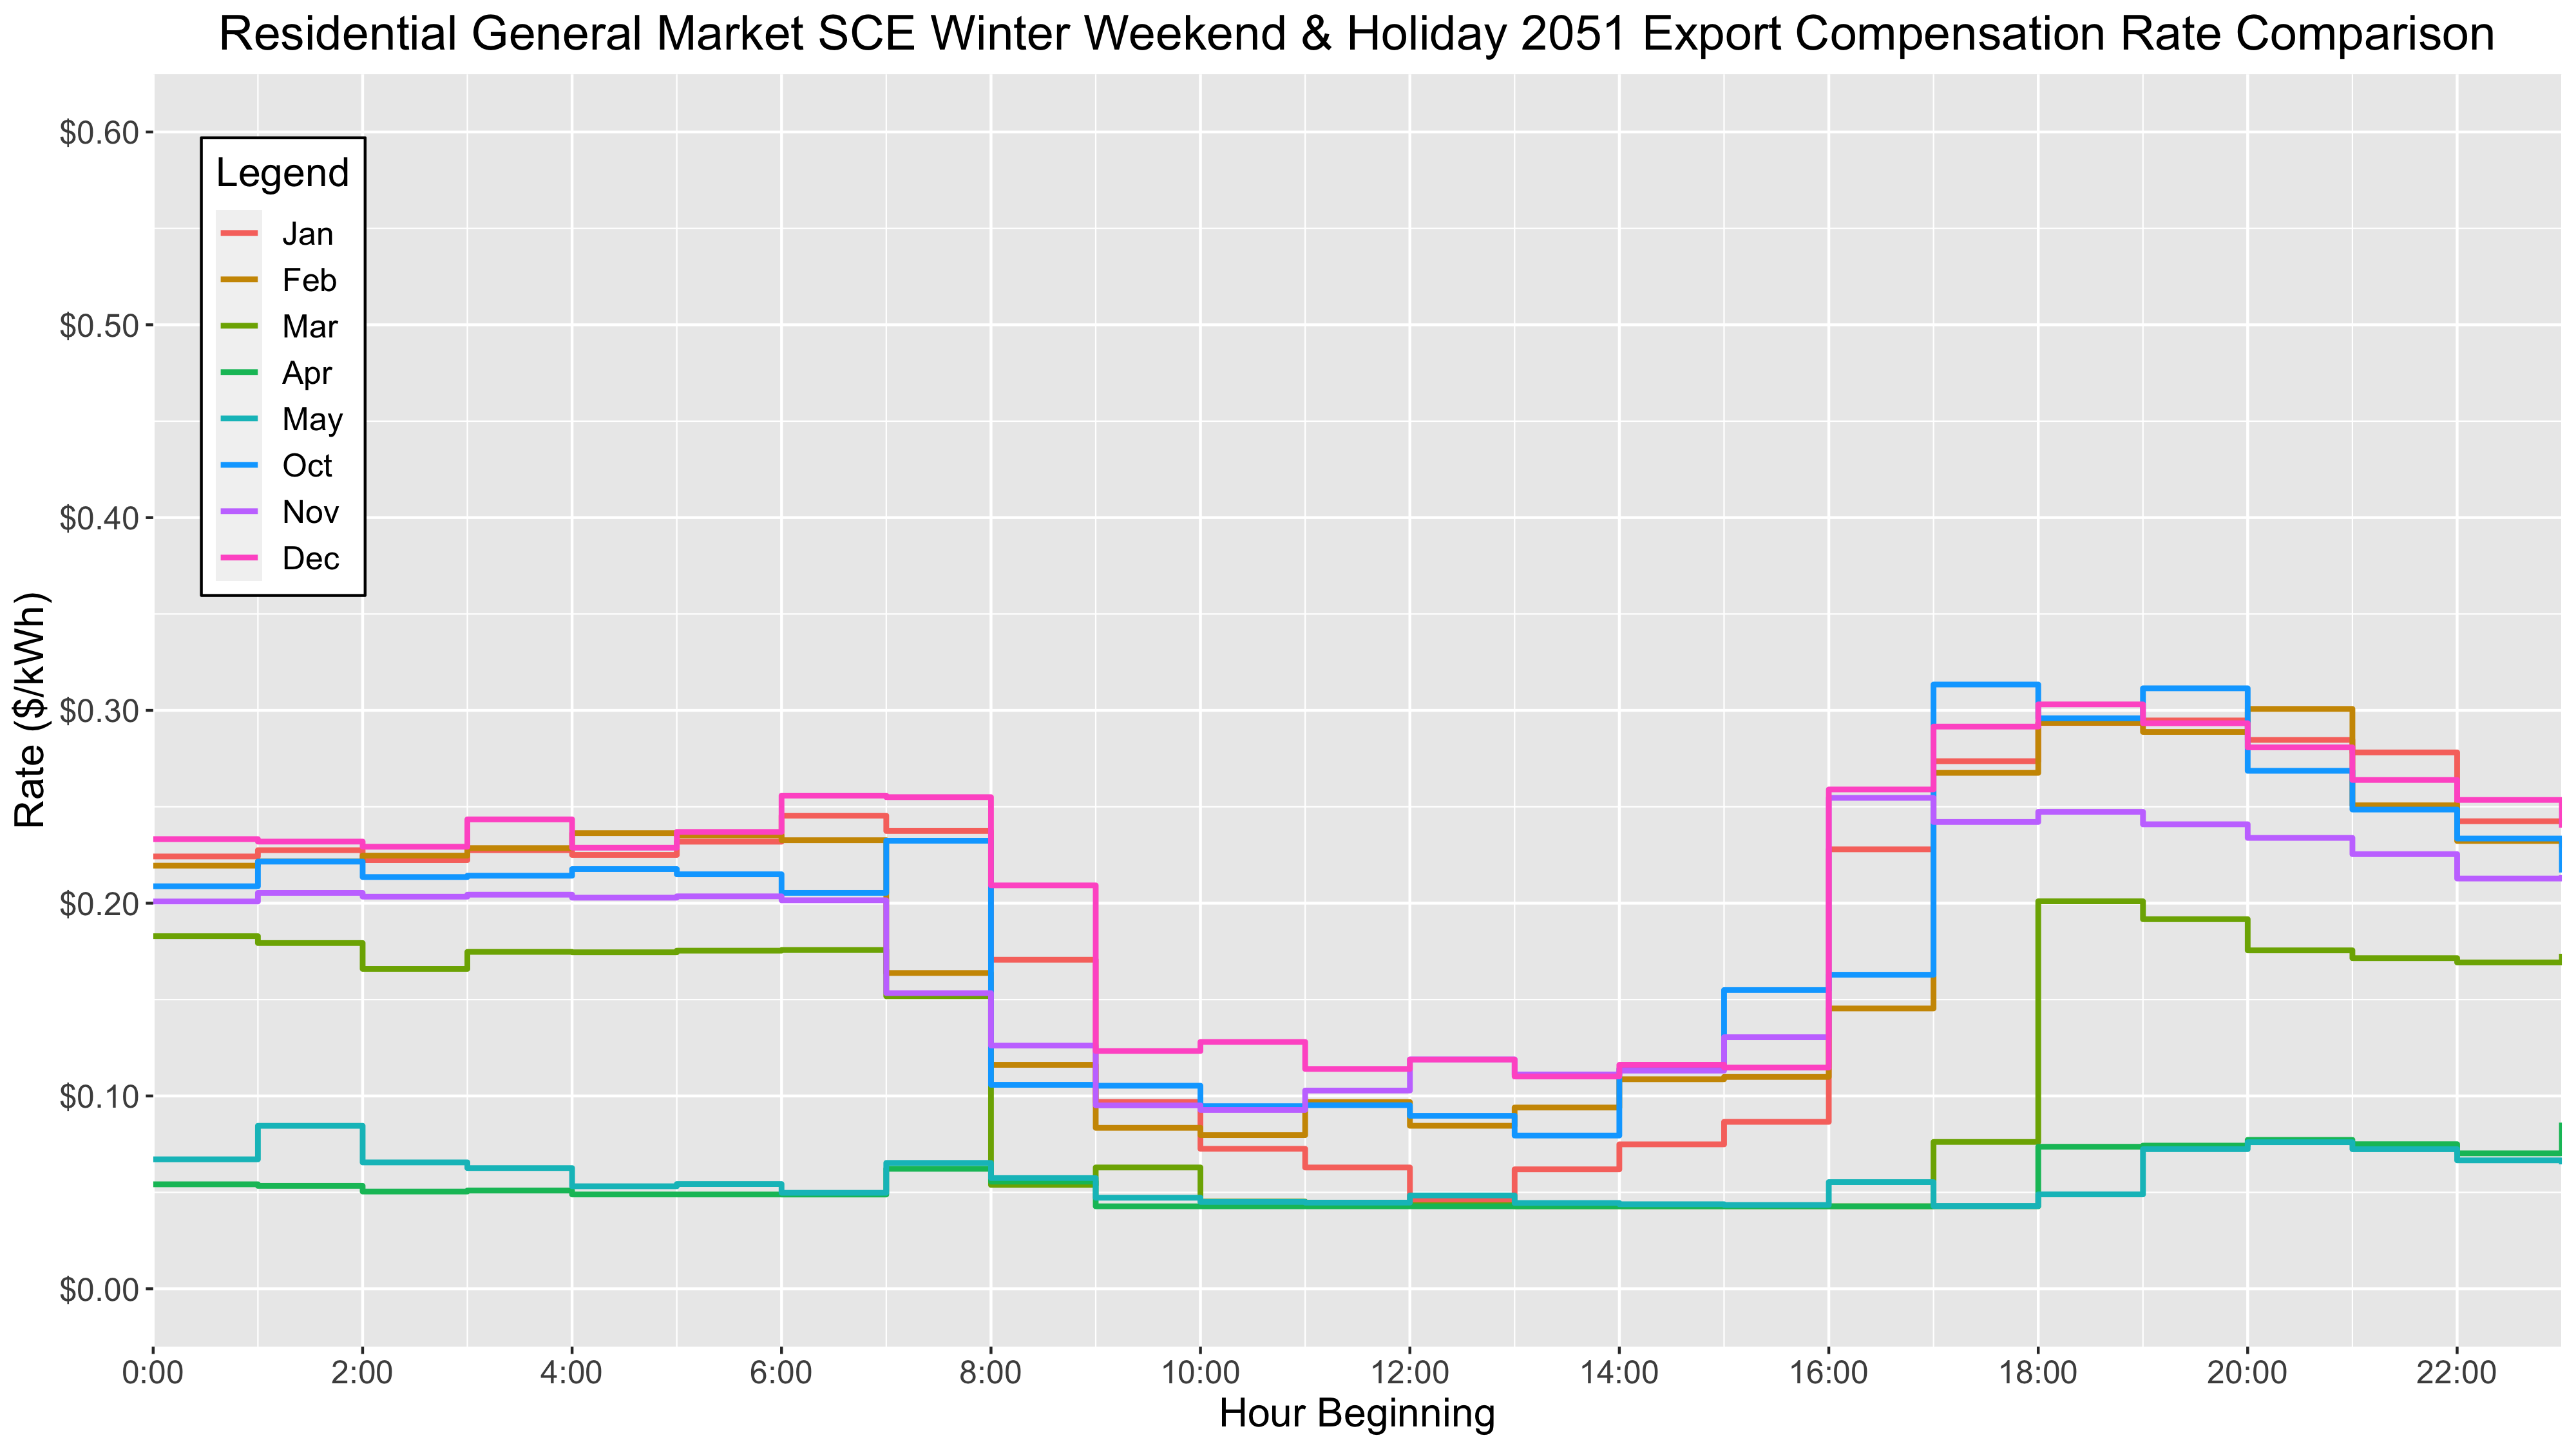 Residential General Market SCE Winter Weekend & Holiday 2051 Export Compensation Rate Comparison
$0.60
$0.50
$0.40
$0.30
$0.20
$0.10
$0.00
Rate ($/kWh)
Legend
Jan
Feb
Mar
Apr
May
Oct
Nov
Dec
0:00 2:00 4:00 6:00 8:00 10:00 12:00 14:00 16:00 18:00 20:00 22:00
Hour Beginning